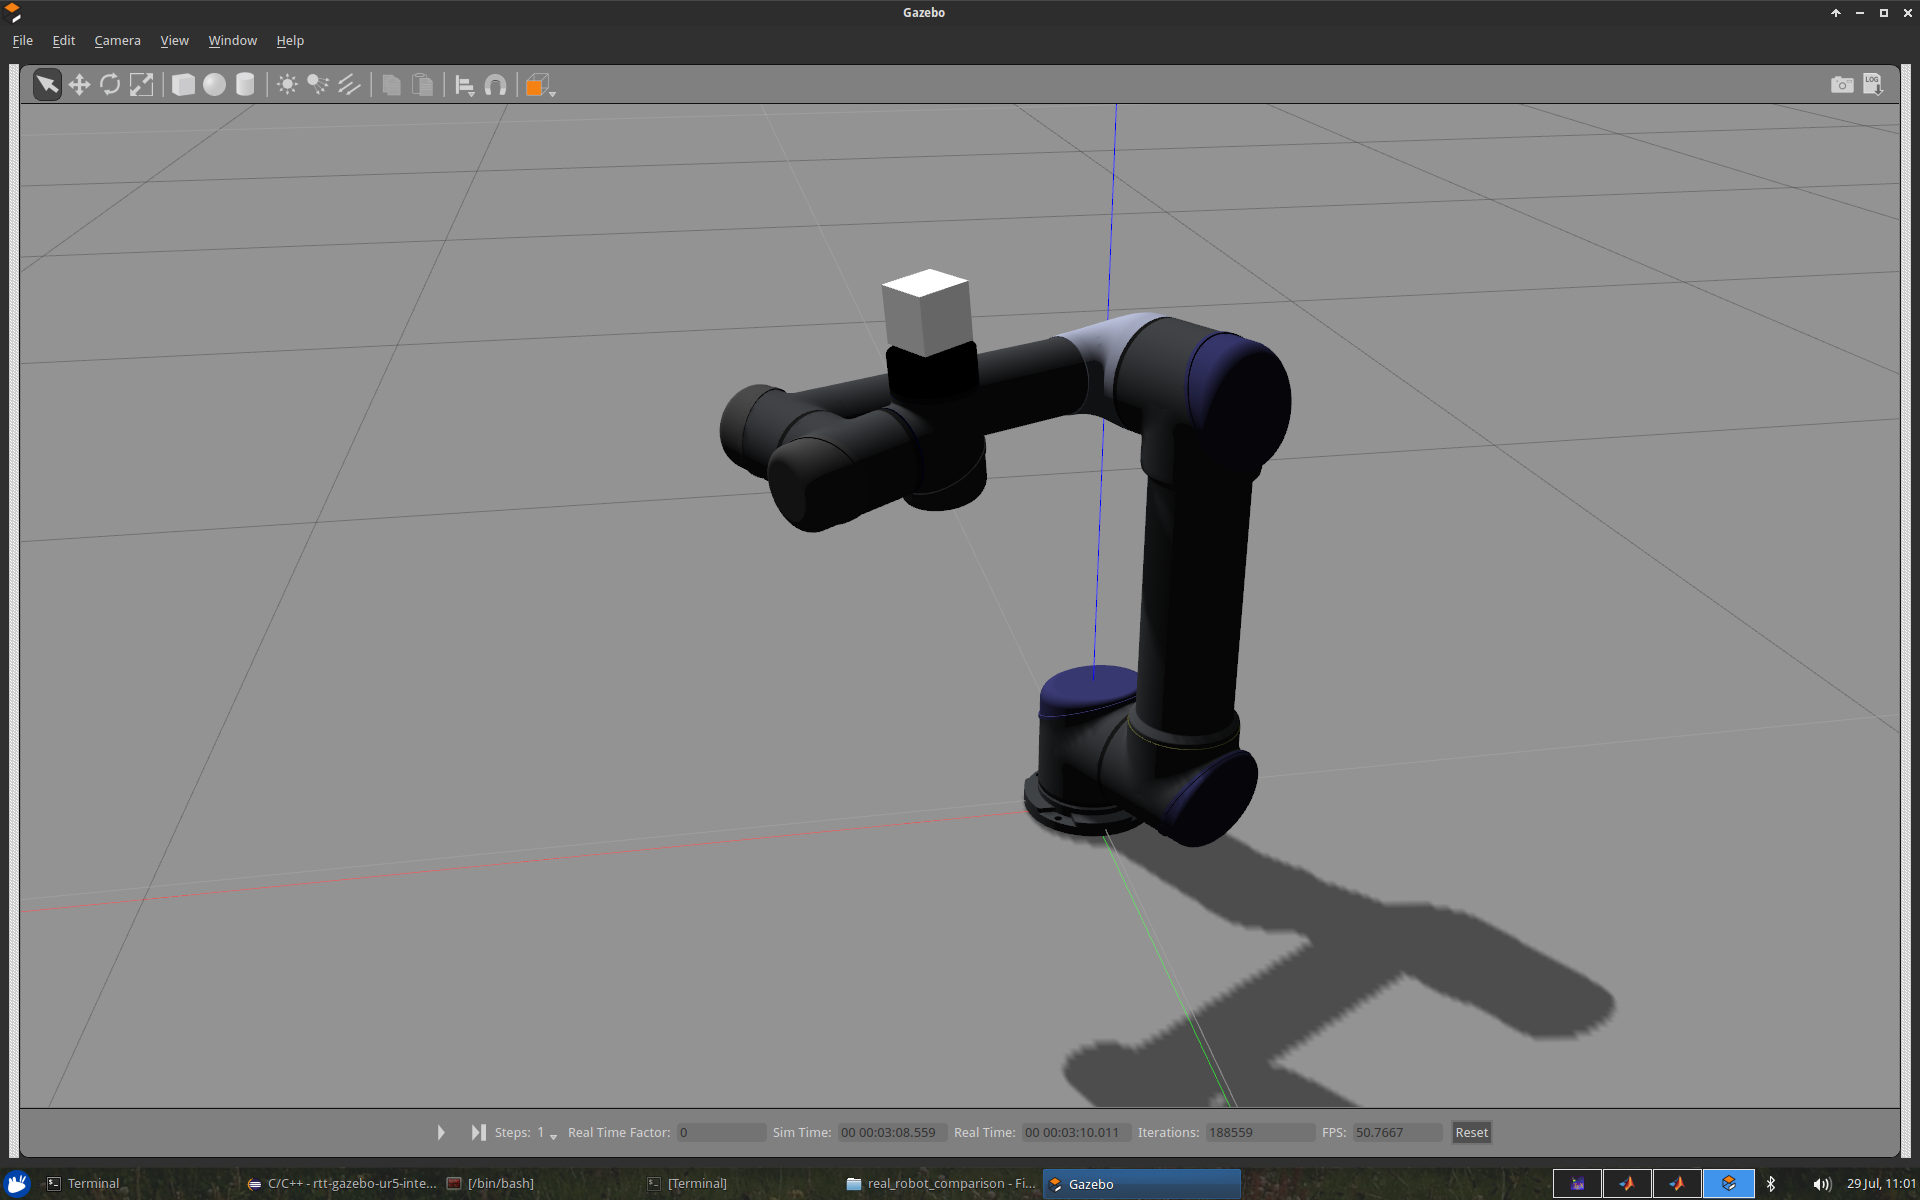 Gazebo
File Edit Camera View Window Help
LOG
Steps: 1 Real Time Factor: 0 Sim Time: 00 00:03:08.559 Real Time: 00 00:03:10.011 Iterations: 188559 FPS: 50.7667 Reset
Terminal C/C++ - rtt-gazebo-ur5-inte... [/bin/bash] [Terminal] real_robot_comparison - Fi... Gazebo 29 Jul, 11:01